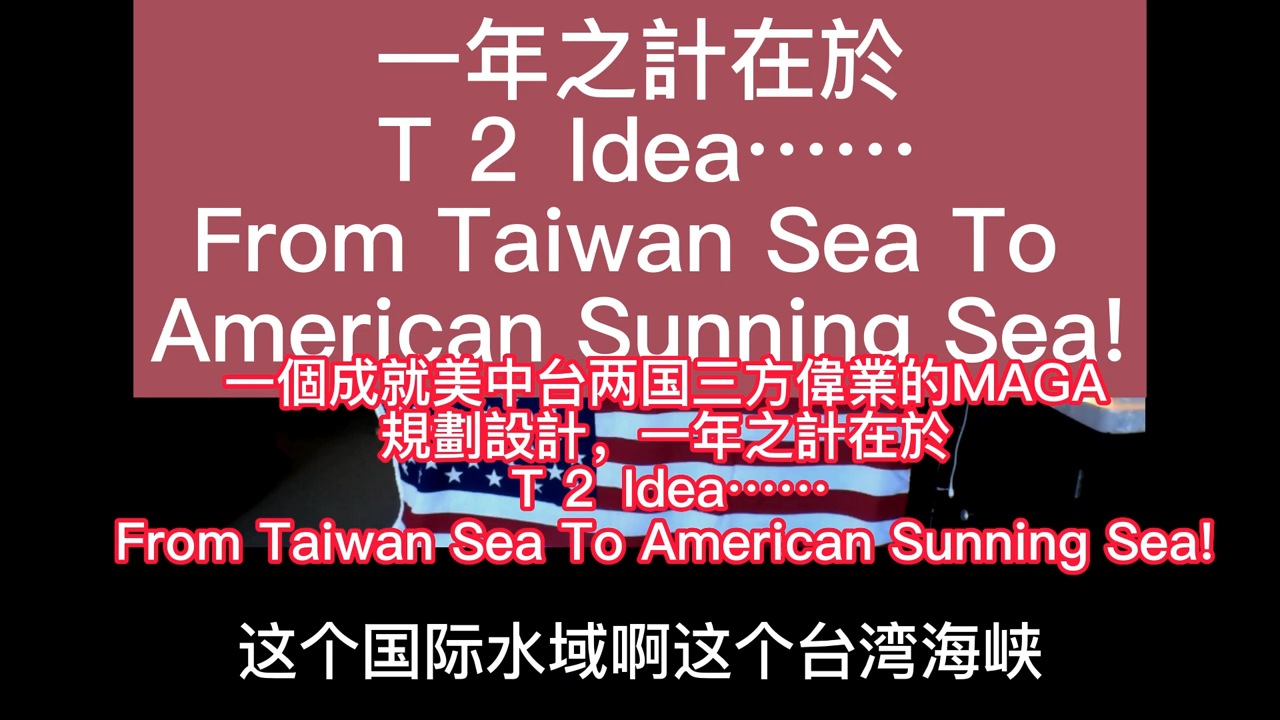 一年之計在於
T 2 Idea……
From Taiwan Sea To
American Sunning Sea!
一個成就美中台两国三方偉業的MAGA
規劃設計，一年之計在於
T 2 Idea……
From Taiwan Sea To American Sunning Sea!
这个国际水域啊这个台湾海峡